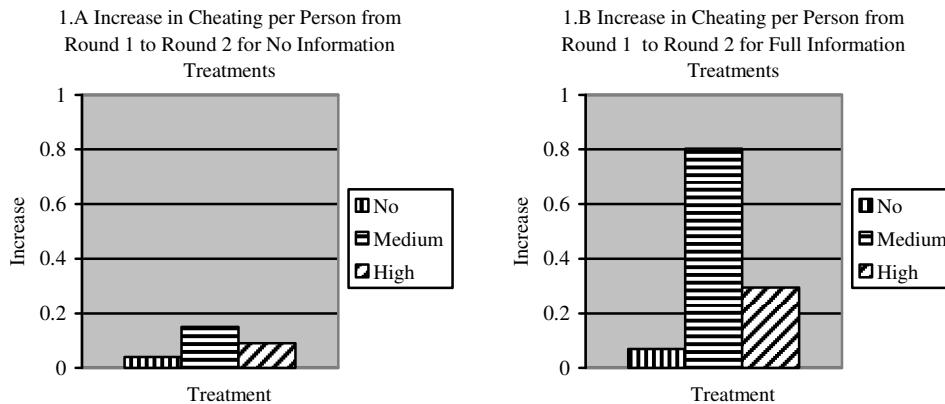 1.A Increase in Cheating per Person from
Round 1 to Round 2 for No Information
Treatments
1
0.8
0.6
0.4
0.2
0
Increase
Treatment
No
Medium
High
1.B Increase in Cheating per Person from
Round 1 to Round 2 for Full Information
Treatments
1
0.8
0.6
0.4
0.2
0
Increase
Treatment
No
Medium
High